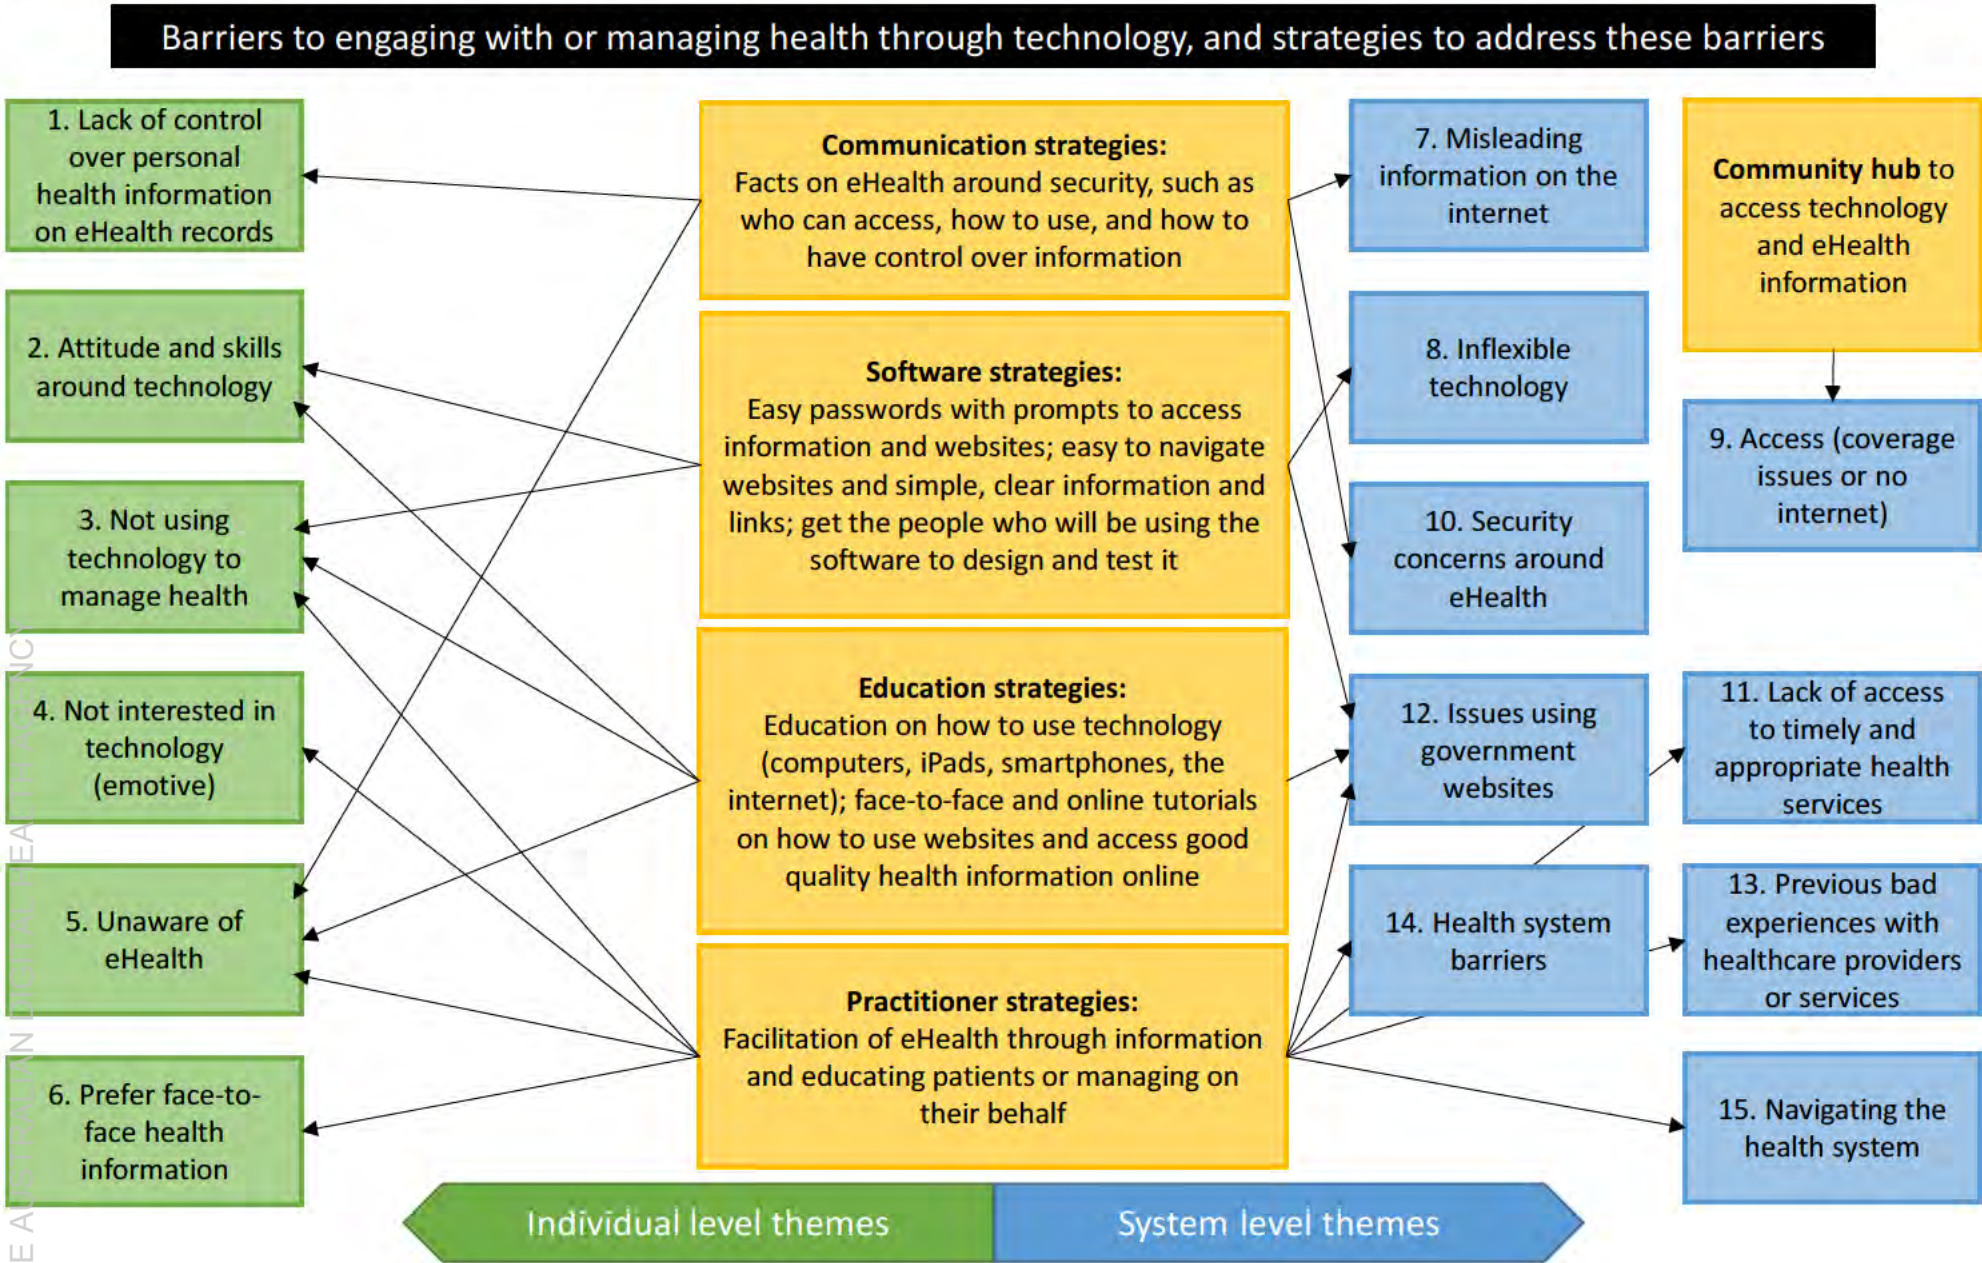 Barriers to engaging with or managing health through technology, and strategies to address these barriers
1. Lack of control
over personal
health information
on eHealth records
2. Attitude and skills
around technology
3. Not using
technology to
manage health
4. Not interested in
technology
(emotive)
5. Unaware of
eHealth
6. Prefer face-to-
face health
information
Communication strategies:
Facts on eHealth around security, such as
who can access, how to use, and how to
have control over information
Software strategies:
Easy passwords with prompts to access
information and websites; easy to navigate
websites and simple, clear information and
links; get the people who will be using the
software to design and test it
Education strategies:
Education on how to use technology
(computers, iPads, smartphones, the
internet); face-to-face and online tutorials
on how to use websites and access good
quality health information online
Practitioner strategies:
Facilitation of eHealth through information
and educating patients or managing on
their behalf
7. Misleading
information on the
internet
8. Inflexible
technology
10. Security
concerns around
eHealth
12. Issues using
government
websites
14. Health system
barriers
Community hub to
access technology
and eHealth
information
9. Access (coverage
issues or no
internet)
11. Lack of access
to timely and
appropriate health
services
13. Previous bad
experiences with
healthcare providers
or services
15. Navigating the
health system
Individual level themes
System level themes